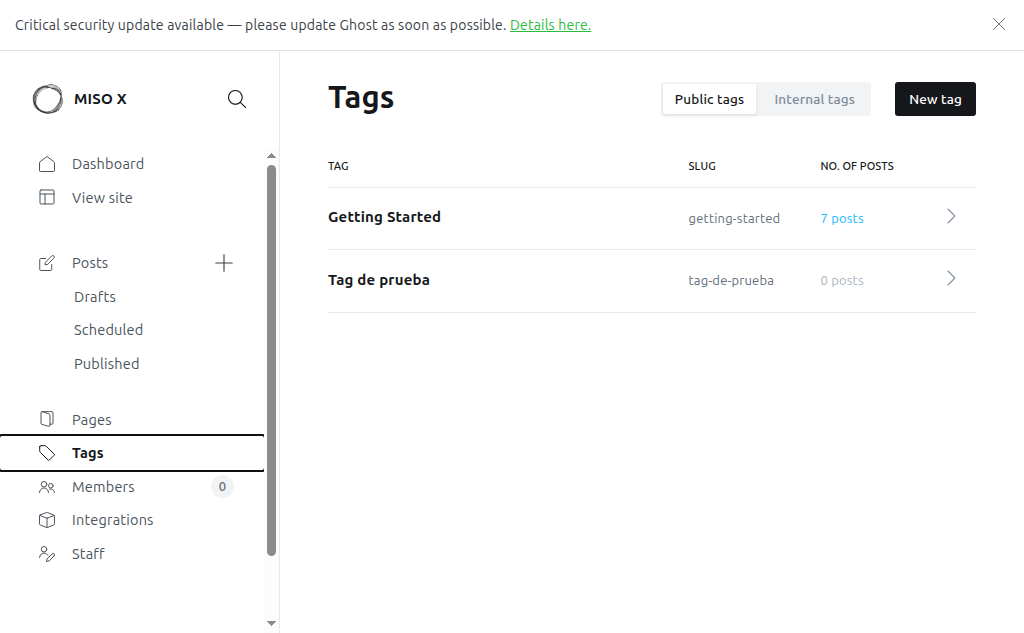 Critical security update available — please update Ghost as soon as possible. Details here.
MISO X
Dashboard
View site
Posts
Drafts
Scheduled
Published
Pages
Tags
Members 0
Integrations
Staff
Tags
Public tags Internal tags New tag
TAG SLUG NO. OF POSTS
Getting Started getting-started 7 posts
Tag de prueba tag-de-prueba 0 posts